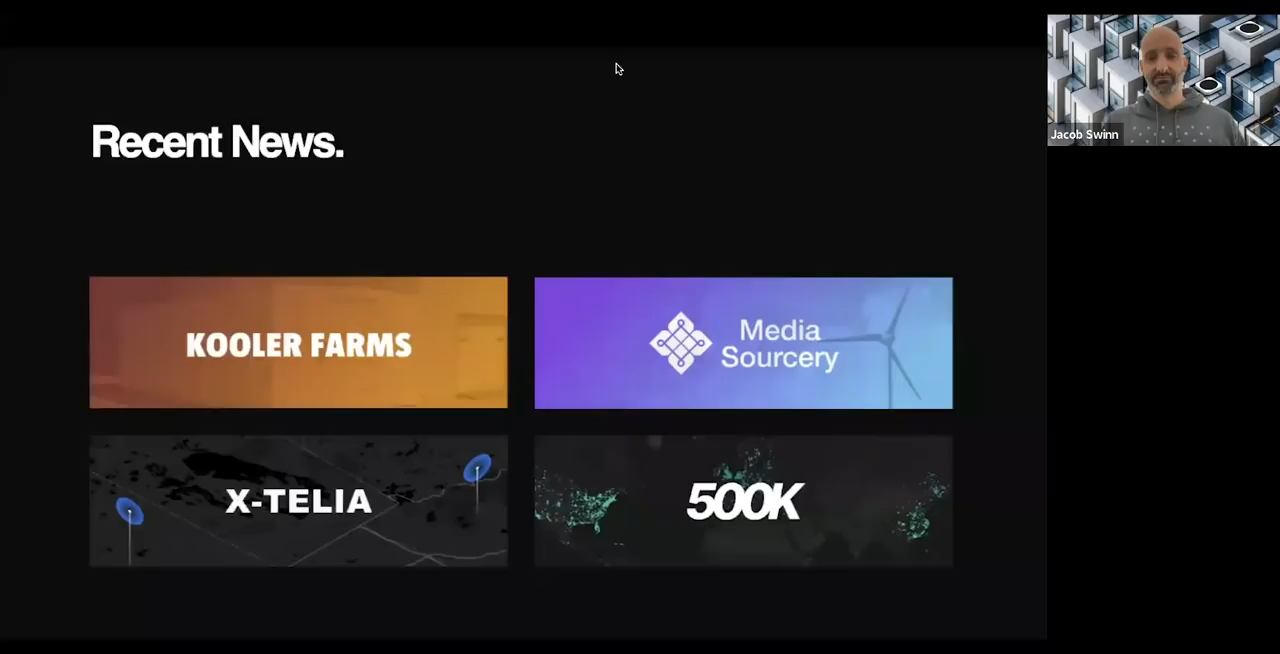 Recent News.
Jacob Swinn
KOOLER FARMS
Media
Sourcery
X-TELIA
500K